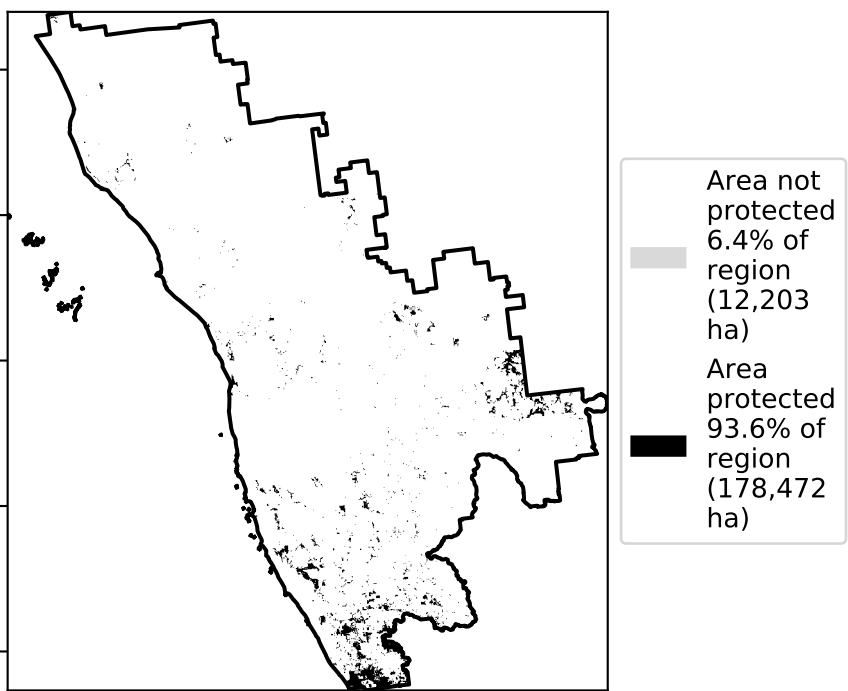 Area not
protected
6.4% of
region
(12,203
ha)
Area
protected
93.6% of
region
(178,472
ha)